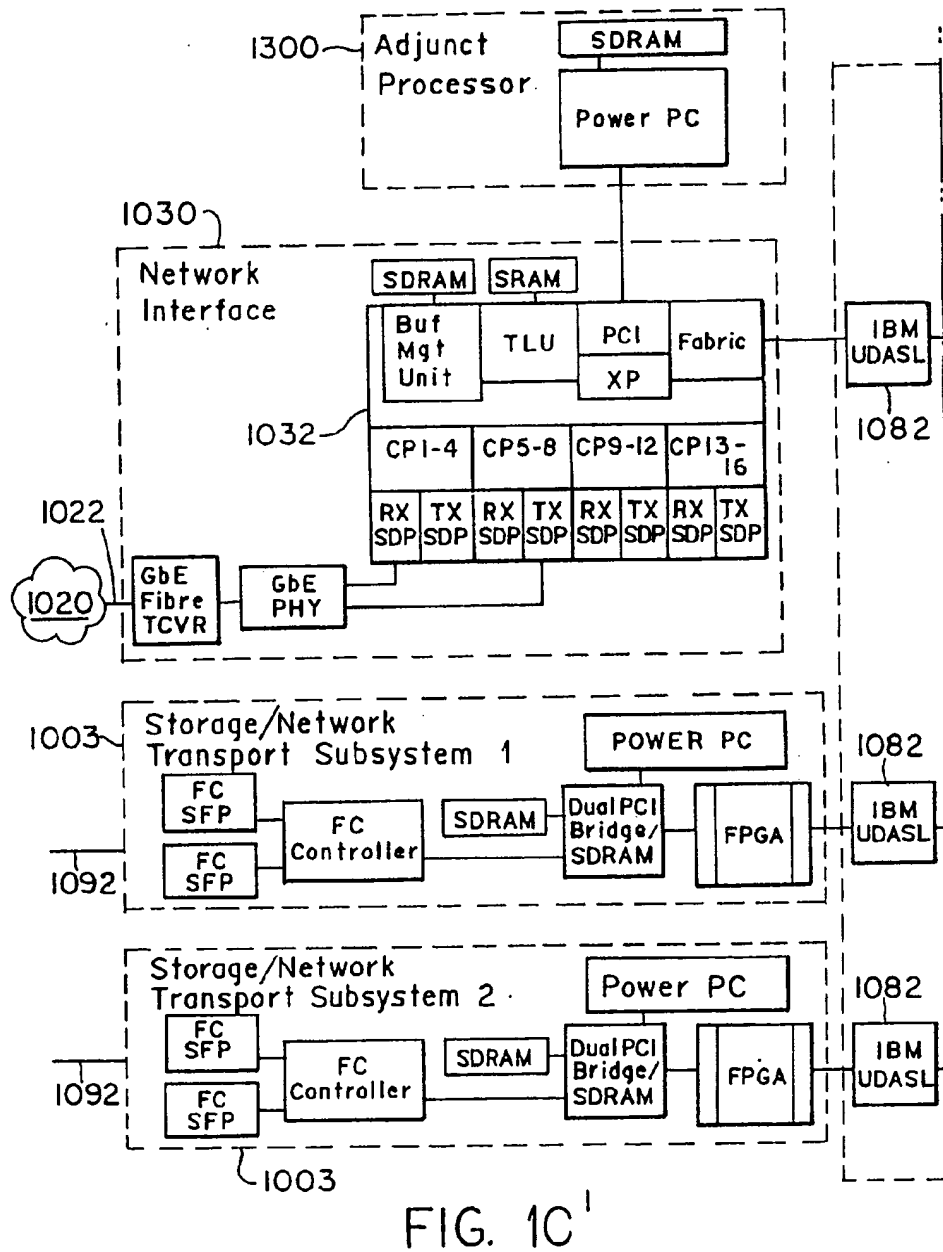 1300
Adjunct
Processor
SDRAM
Power PC
1030
Network
Interface
SDRAM
SRAM
Buf
Mgt
Unit
TLU
PCI
XP
Fabric
IBM
UDASL
1082
1032
CP1-4
CP5-8
CP9-12
CP13-
16
RX
SDP
TX
SDP
RX
SDP
TX
SDP
RX
SDP
TX
SDP
RX
SDP
TX
SDP
1022
1020
GbE
Fibre
TCVR
GbE
PHY
1003
Storage/Network
Transport Subsystem 1
POWER PC
1082
FC
SFP
FC
SFP
FC
Controller
SDRAM
Dual PCI
Bridge/
SDRAM
FPGA
IBM
UDASL
1092
Storage/Network
Transport Subsystem 2
Power PC
1082
FC
SFP
FC
SFP
FC
Controller
SDRAM
Dual PCI
Bridge/
SDRAM
FPGA
IBM
UDASL
1092
1003
FIG. 1C'